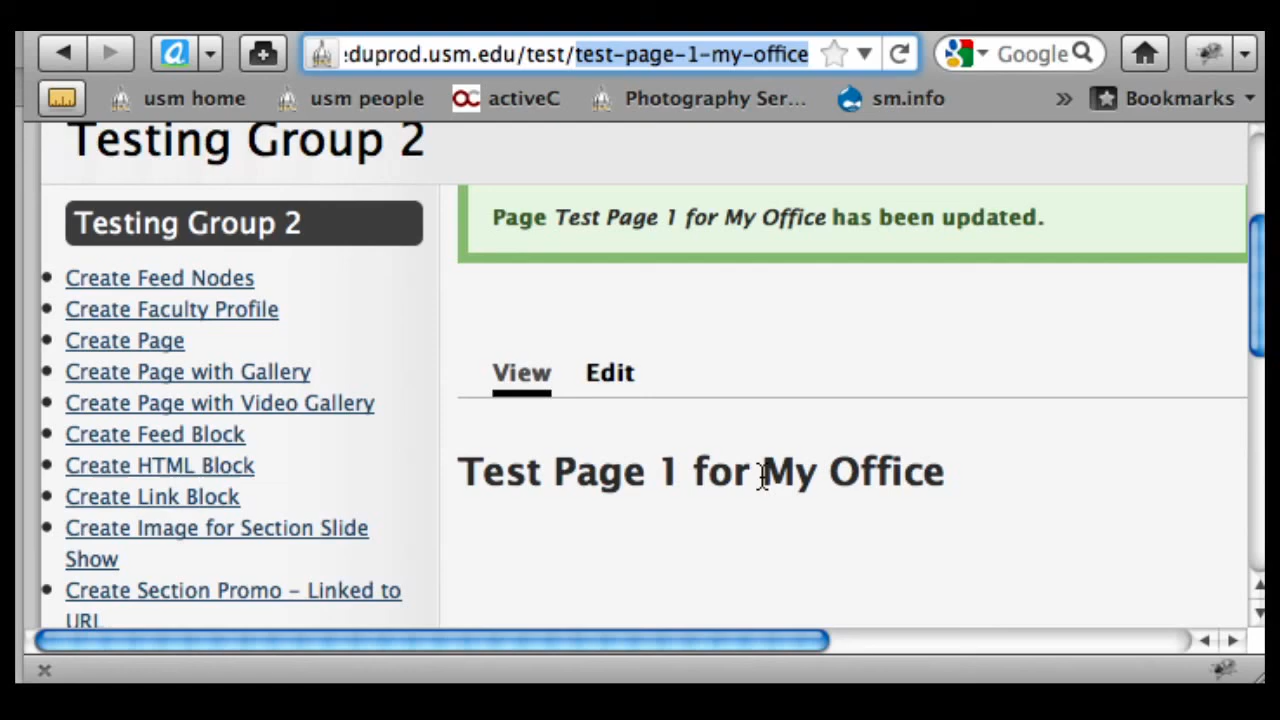 :duprod.usm.edu/test/test-page-1-my-office
Google
usm home
usm people
activeC
Photography Ser...
sm.info
»
Bookmarks
Testing Group 2
Testing Group 2
Create Feed Nodes
Create Faculty Profile
Create Page
Create Page with Gallery
Create Page with Video Gallery
Create Feed Block
Create HTML Block
Create Link Block
Create Image for Section Slide
Show
Create Section Promo – Linked to
URL
Page Test Page 1 for My Office has been updated.
View Edit
Test Page 1 for My Office